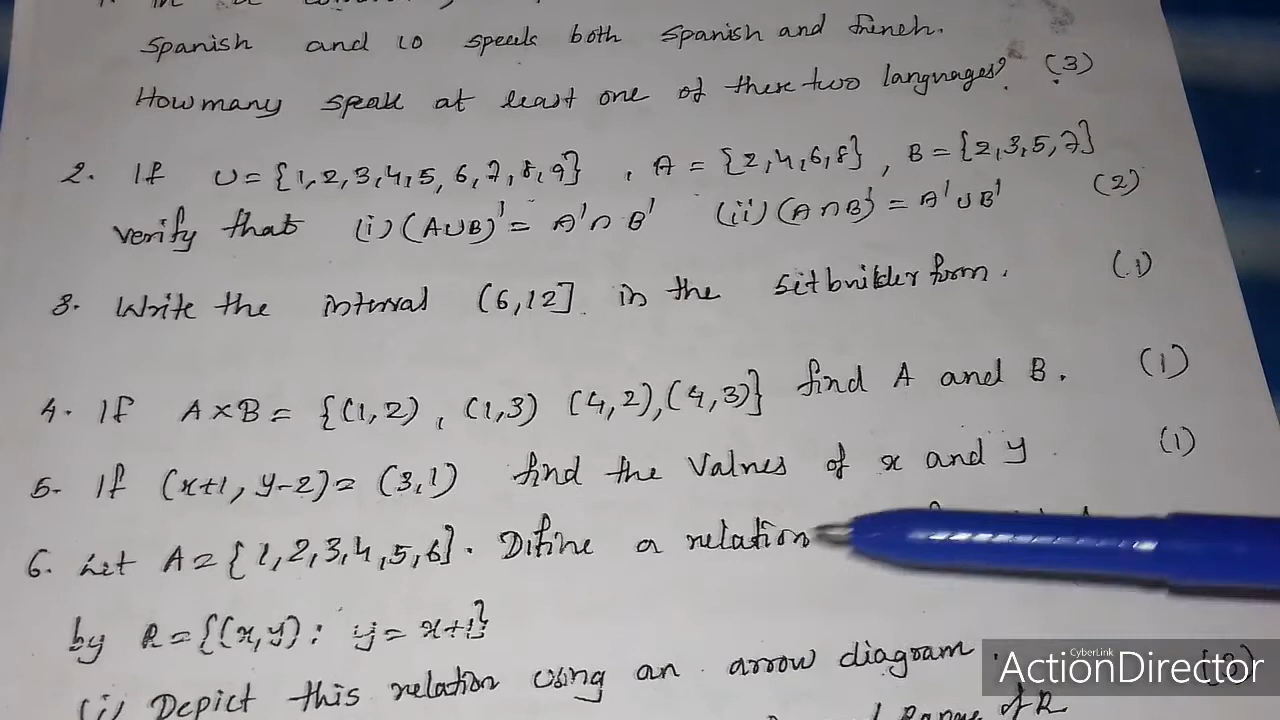 Spanish and 10 speak both Spanish and French.
How many speak at least one of these two languages? (3)
2. If U = {1,2,3,4,5,6,7,8,9}, A = {2,4,6,8}, B = {2,3,5,7}
verify that (i) (A∪B)' = A'∩B' (ii) (A∩B)' = A'∪B' (2)
3. Write the interval (6,12] in the setbuilder form. (1)
4. If A×B = {(1,2), (1,3) (4,2),(4,3)} find A and B. (1)
5. If (x+1, y-2) = (3,1) find the values of x and y (1)
6. Let A = {1,2,3,4,5,6}. Difine a relation
by R = {(x,y): y = x+1}
(i) Depict this relation using an arrow diagram.
Range of R
CyberLink
ActionDirector